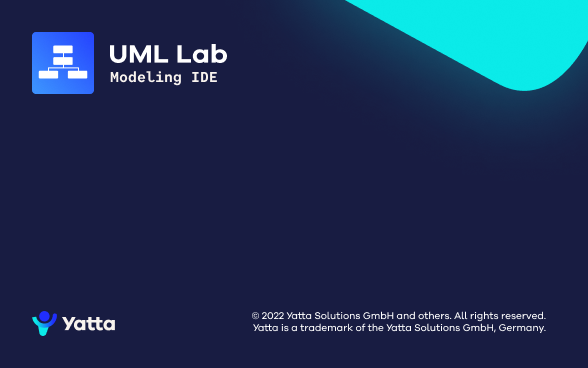 UML Lab
Modeling IDE
Yatta
© 2022 Yatta Solutions GmbH and others. All rights reserved.
Yatta is a trademark of the Yatta Solutions GmbH, Germany.